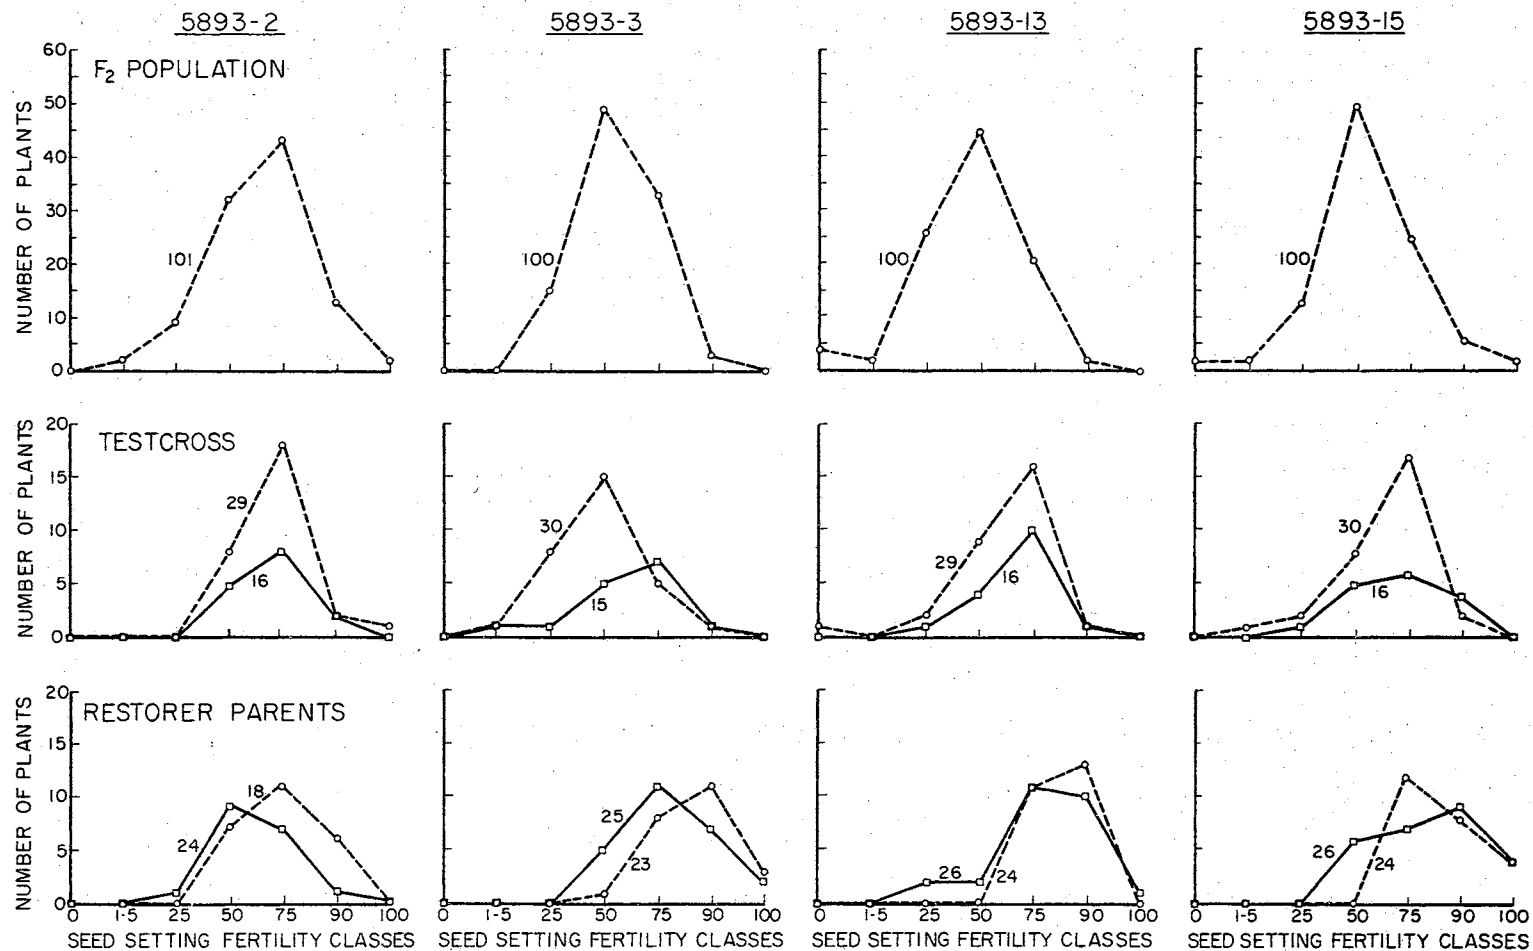 5893-2 5893-3 5893-13 5893-15
F₂ POPULATION
NUMBER OF PLANTS
60
50
40
30
20
10
0
101 100 100 100
TESTCROSS
NUMBER OF PLANTS
20
15
10
5
0
29 30 29 30
16 15 16 16
RESTORER PARENTS
NUMBER OF PLANTS
20
15
10
5
0
18 25 26 26
24 23 24 24
0 1-5 25 50 75 90 100 0 1-5 25 50 75 90 100 0 1-5 25 50 75 90 100 0 1-5 25 50 75 90 100
SEED SETTING FERTILITY CLASSES SEED SETTING FERTILITY CLASSES SEED SETTING FERTILITY CLASSES SEED SETTING FERTILITY CLASSES